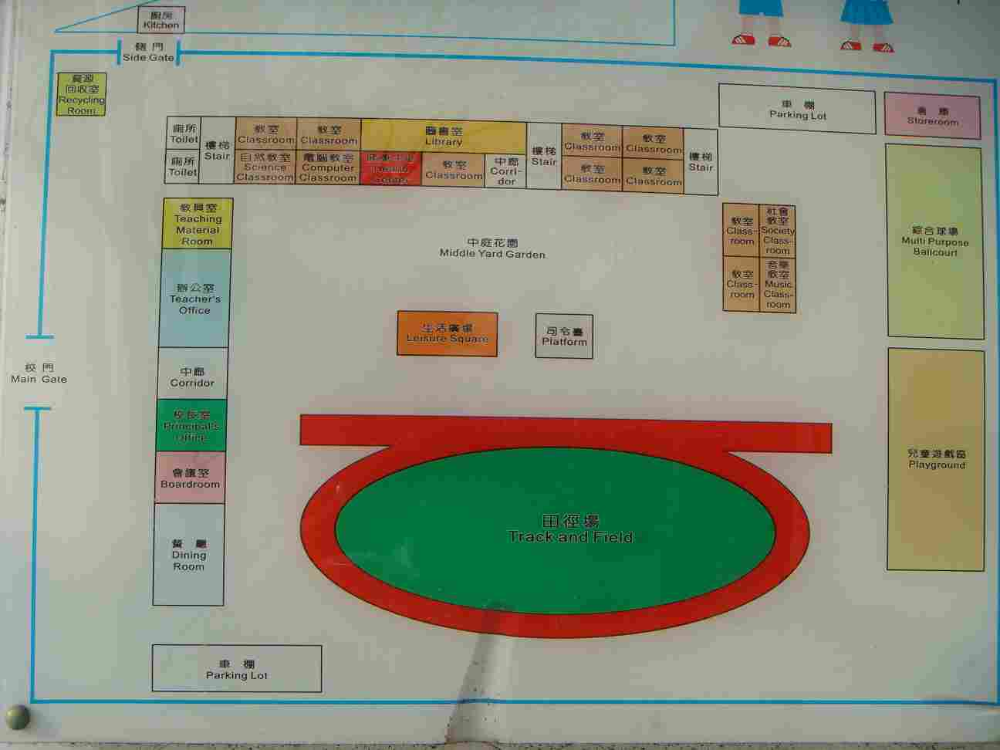 廚房
Kitchen
側門
Side Gate
資源
回收室
Recycling
Room
廁所
Toilet
廁所
Toilet
樓梯
Stair
教室
Classroom
教室
Classroom
圖書室
Library
自然教室
Science
Classroom
電腦教室
Computer
Classroom
健康中心
Health
Center
教室
Classroom
中廊
Corri-
dor
樓梯
Stair
教室
Classroom
教室
Classroom
教室
Classroom
教室
Classroom
樓梯
Stair
車棚
Parking Lot
倉庫
Storeroom
教具室
Teaching
Material
Room
辦公室
Teacher's
Office
中廊
Corridor
校長室
Principal's
Office
會議室
Boardroom
餐廳
Dining
Room
校門
Main Gate
中庭花園
Middle Yard Garden
教室
Class-
room
社會
教室
Society
Class-
room
教室
Class-
room
音樂
教室
Music
Class-
room
綜合球場
Multi Purpose
Ballcourt
生活廣場
Leisure Square
司令臺
Platform
兒童遊戲區
Playground
田徑場
Track and Field
車棚
Parking Lot